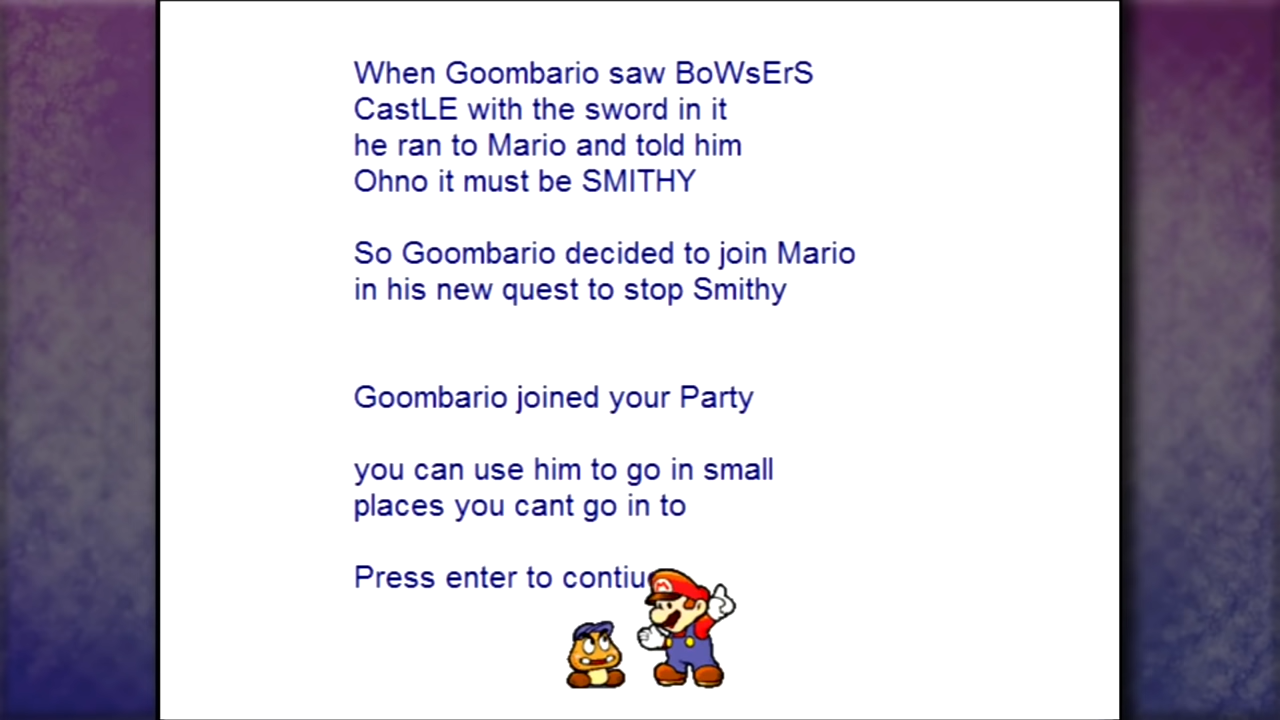 When Goombario saw BoWsErS
CastLE with the sword in it
he ran to Mario and told him
Ohno it must be SMITHY
So Goombario decided to join Mario
in his new quest to stop Smithy
Goombario joined your Party
you can use him to go in small
places you cant go in to
Press enter to contiu